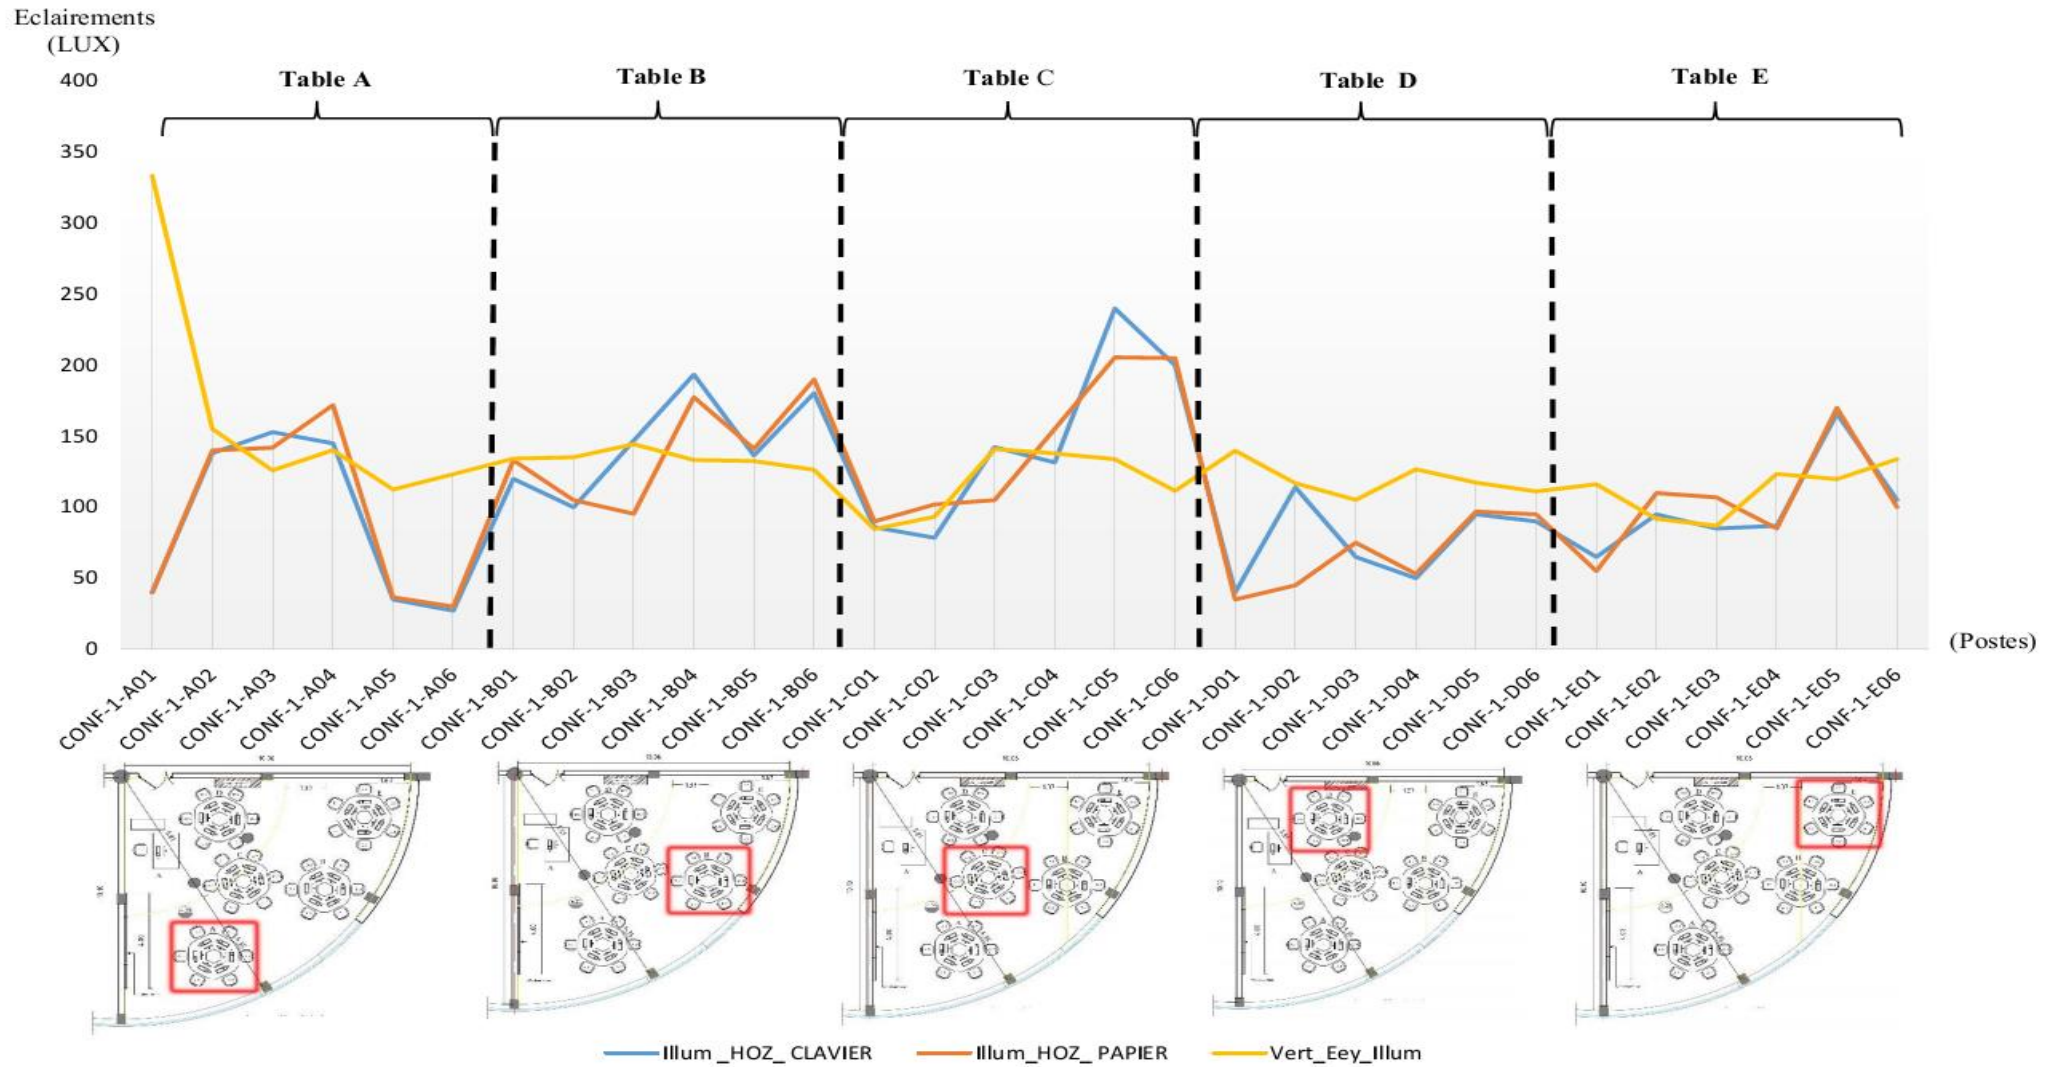 Eclairements
(LUX)
400
Table A
Table B
Table C
Table D
Table E
350
300
250
200
150
100
50
0
(Postes)
CONF-1-A01
CONF-1-A02
CONF-1-A03
CONF-1-A04
CONF-1-A05
CONF-1-A06
CONF-1-B01
CONF-1-B02
CONF-1-B03
CONF-1-B04
CONF-1-B05
CONF-1-B06
CONF-1-C01
CONF-1-C02
CONF-1-C03
CONF-1-C04
CONF-1-C05
CONF-1-C06
CONF-1-D01
CONF-1-D02
CONF-1-D03
CONF-1-D04
CONF-1-D05
CONF-1-D06
CONF-1-E01
CONF-1-E02
CONF-1-E03
CONF-1-E04
CONF-1-E05
CONF-1-E06
Illum _HOZ_ CLAVIER
Illum_HOZ_ PAPIER
Vert_Eey_Illum